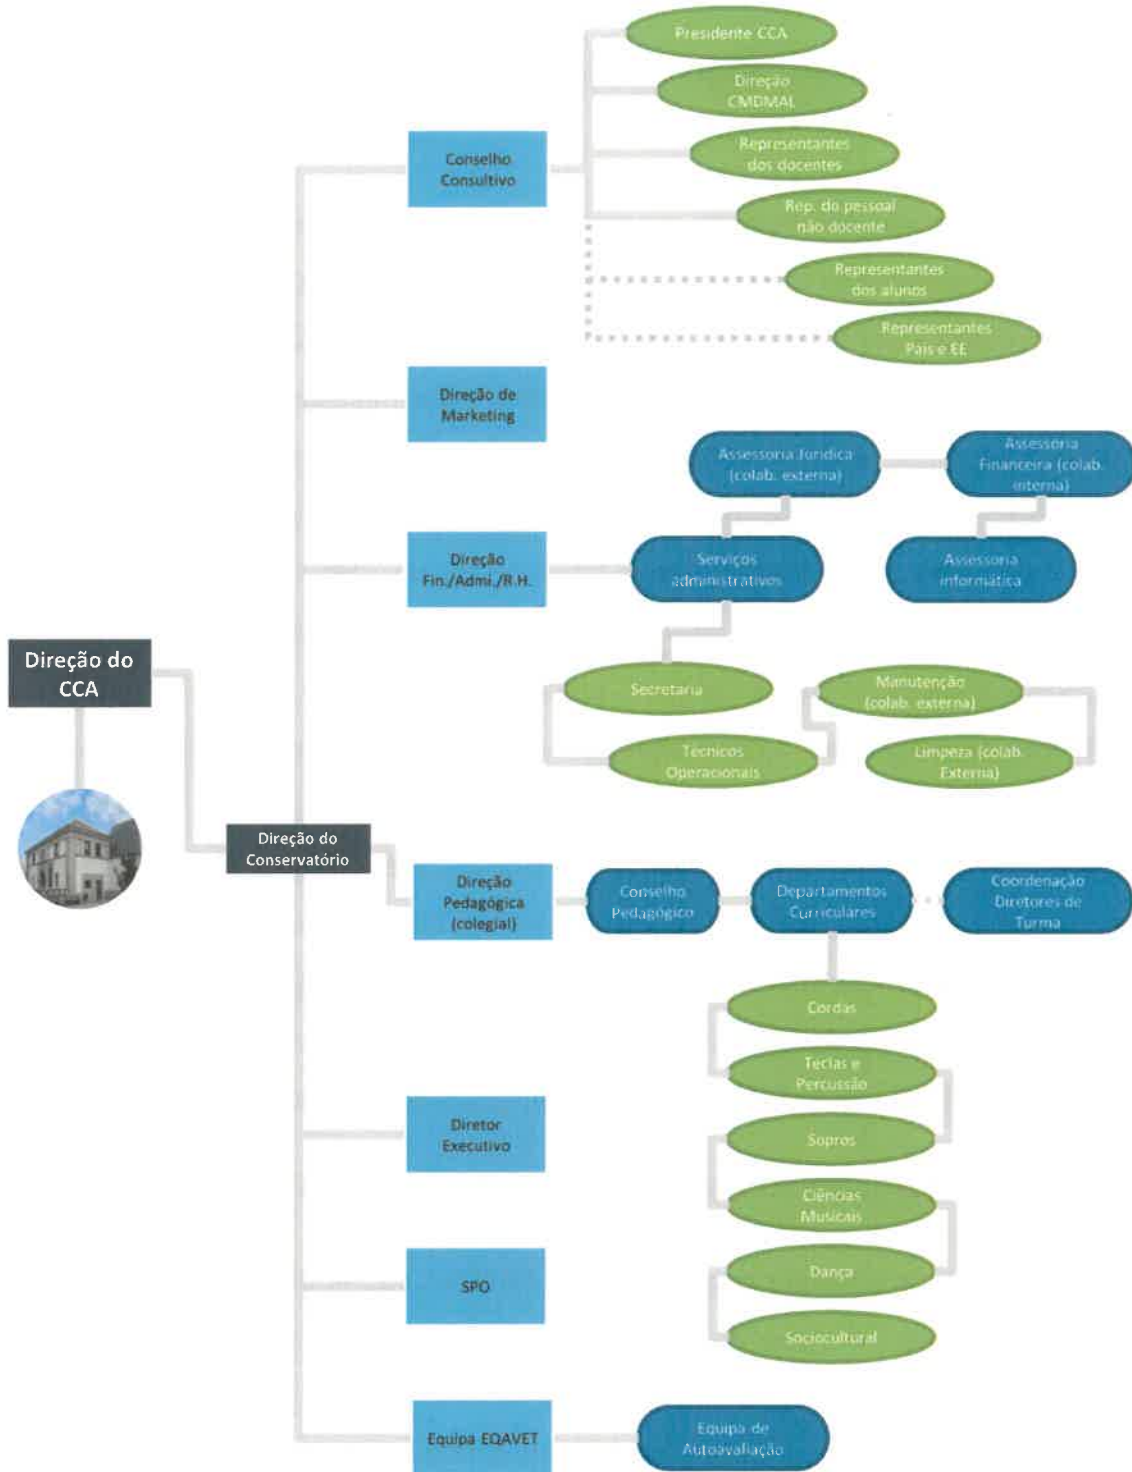 Presidente CCA
Direção
CMDMAL
Conselho
Consultivo
Representantes
dos docentes
Rep. do pessoal
não docente
Representantes
dos alunos
Representantes
Pais e EE
Direção de
Marketing
Assessoria Jurídica
(colab. externa)
Assessoria
Financeira (colab.
interna)
Direção
Fin./Admi./R.H.
Serviços
administrativos
Assessoria
informática
Direção do
CCA
Secretaria
Manutenção
(colab. externa)
Técnicos
Operacionais
Limpeza (colab.
Externa)
Direção do
Conservatório
Direção
Pedagógica
(colegial)
Conselho
Pedagógico
Departamentos
Curriculares
Coordenação
Diretores de
Turma
Cordas
Teclas e
Percussão
Diretor
Executivo
Sopros
Ciências
Musicais
SPO
Dança
Sociocultural
Equipa EQAVET
Equipa de
Autoavaliação